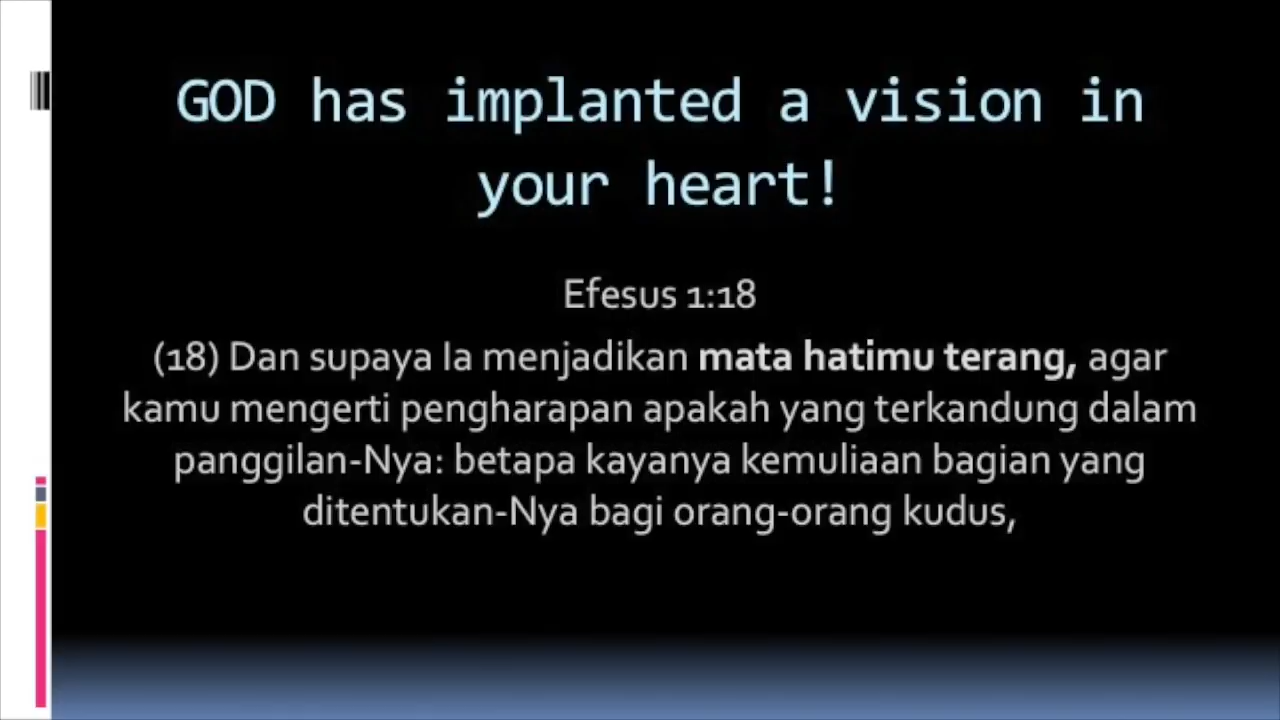 GOD has implanted a vision in
your heart!
Efesus 1:18
(18) Dan supaya Ia menjadikan mata hatimu terang, agar
kamu mengerti pengharapan apakah yang terkandung dalam
panggilan-Nya: betapa kayanya kemuliaan bagian yang
ditentukan-Nya bagi orang-orang kudus,